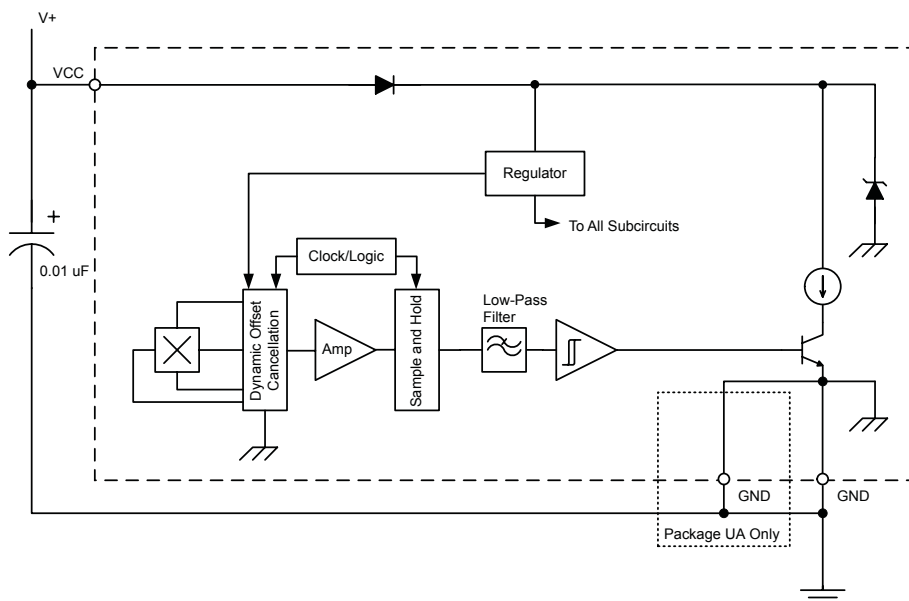 V+
VCC
Regulator
To All Subcircuits
+
0.01 uF
Clock/Logic
Dynamic Offset
Cancellation
Amp
Sample and Hold
Low-Pass
Filter
GND
GND
Package UA Only